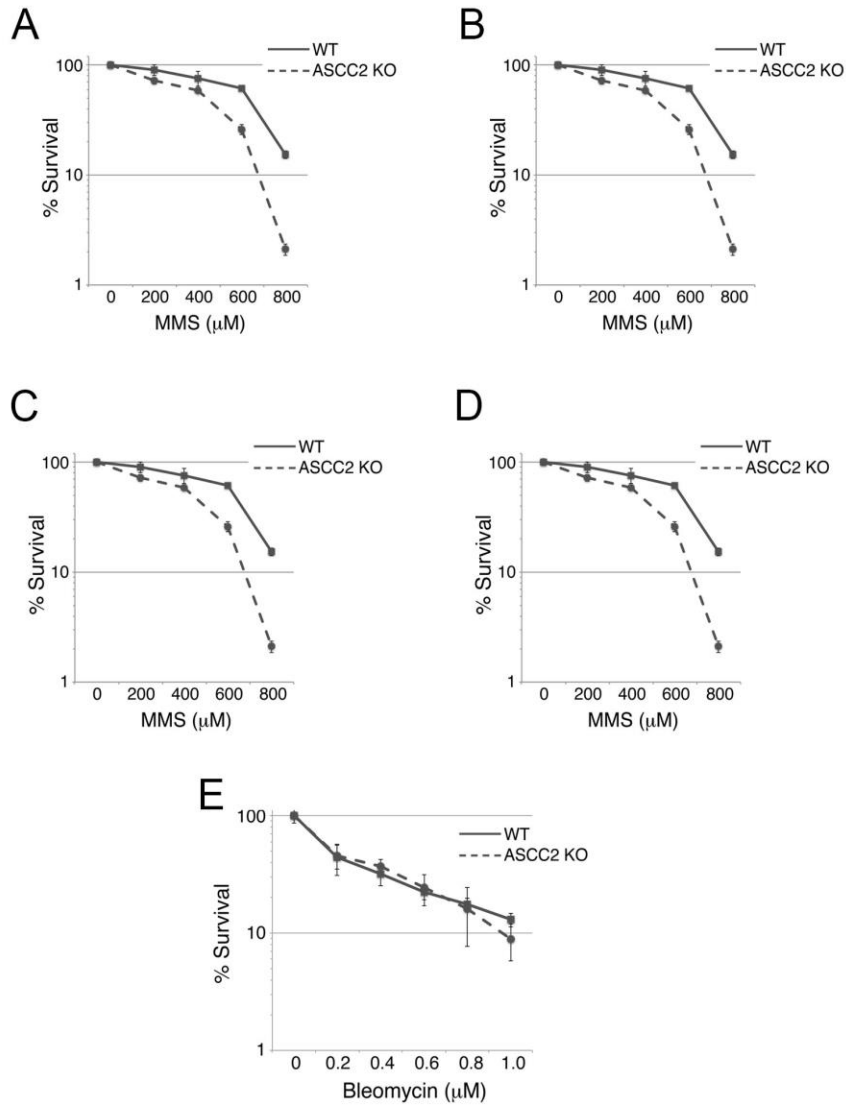 A
WT
ASCC2 KO
100
10
1
% Survival
0 200 400 600 800
MMS (μM)
B
WT
ASCC2 KO
100
10
1
% Survival
0 200 400 600 800
MMS (μM)
C
WT
ASCC2 KO
100
10
1
% Survival
0 200 400 600 800
MMS (μM)
D
WT
ASCC2 KO
100
10
1
% Survival
0 200 400 600 800
MMS (μM)
E
WT
ASCC2 KO
100
10
1
% Survival
0 0.2 0.4 0.6 0.8 1.0
Bleomycin (μM)